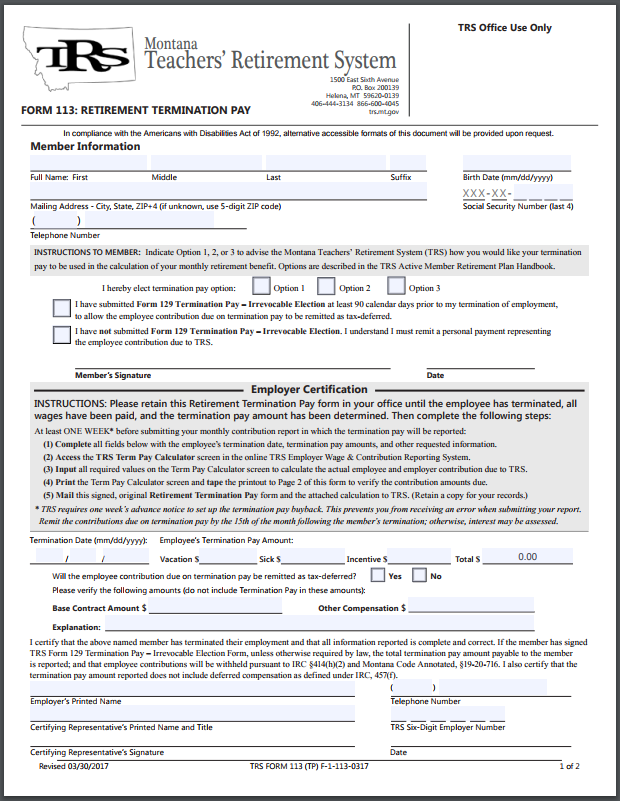 TRS
Montana
Teachers' Retirement System
TRS Office Use Only
1500 East Sixth Avenue
P.O. Box 200139
Helena, MT 59620-0139
406-444-3134 866-600-4045
trs.mt.gov
FORM 113: RETIREMENT TERMINATION PAY
In compliance with the Americans with Disabilities Act of 1992, alternative accessible formats of this document will be provided upon request.
Member Information
Full Name: First Middle Last Suffix Birth Date (mm/dd/yyyy)
XXX-XX-
Mailing Address - City, State, ZIP+4 (if unknown, use 5-digit ZIP code) Social Security Number (last 4)
( )
Telephone Number
INSTRUCTIONS TO MEMBER: Indicate Option 1, 2, or 3 to advise the Montana Teachers' Retirement System (TRS) how you would like your termination
pay to be used in the calculation of your monthly retirement benefit. Options are described in the TRS Active Member Retirement Plan Handbook.
I hereby elect termination pay option: Option 1 Option 2 Option 3
I have submitted Form 129 Termination Pay – Irrevocable Election at least 90 calendar days prior to my termination of employment,
to allow the employee contribution due on termination pay to be remitted as tax-deferred.
I have not submitted Form 129 Termination Pay – Irrevocable Election. I understand I must remit a personal payment representing
the employee contribution due to TRS.
Member's Signature Date
Employer Certification
INSTRUCTIONS: Please retain this Retirement Termination Pay form in your office until the employee has terminated, all
wages have been paid, and the termination pay amount has been determined. Then complete the following steps:
At least ONE WEEK* before submitting your monthly contribution report in which the termination pay will be reported:
(1) Complete all fields below with the employee's termination date, termination pay amounts, and other requested information.
(2) Access the TRS Term Pay Calculator screen in the online TRS Employer Wage & Contribution Reporting System.
(3) Input all required values on the Term Pay Calculator screen to calculate the actual employee and employer contribution due to TRS.
(4) Print the Term Pay Calculator screen and tape the printout to Page 2 of this form to verify the contribution amounts due.
(5) Mail this signed, original Retirement Termination Pay form and the attached calculation to TRS. (Retain a copy for your records.)
* TRS requires one week's advance notice to set up the termination pay buyback. This prevents you from receiving an error when submitting your report.
Remit the contributions due on termination pay by the 15th of the month following the member's termination; otherwise, interest may be assessed.
Termination Date (mm/dd/yyyy): Employee's Termination Pay Amount:
/ / Vacation $ Sick $ Incentive $ Total $ 0.00
Will the employee contribution due on termination pay be remitted as tax-deferred? Yes No
Please verify the following amounts (do not include Termination Pay in these amounts):
Base Contract Amount $ Other Compensation $
Explanation:
I certify that the above named member has terminated their employment and that all information reported is complete and correct. If the member has signed
TRS Form 129 Termination Pay – Irrevocable Election Form, unless otherwise required by law, the total termination pay amount payable to the member
is reported; and that employee contributions will be withheld pursuant to IRC §414(h)(2) and Montana Code Annotated, §19-20-716. I also certify that the
termination pay amount reported does not include deferred compensation as defined under IRC, 457(f).
( )
Employer's Printed Name Telephone Number
Certifying Representative's Printed Name and Title TRS Six-Digit Employer Number
Certifying Representative's Signature Date
Revised 03/30/2017 TRS FORM 113 (TP) F-1-113-0317 1 of 2